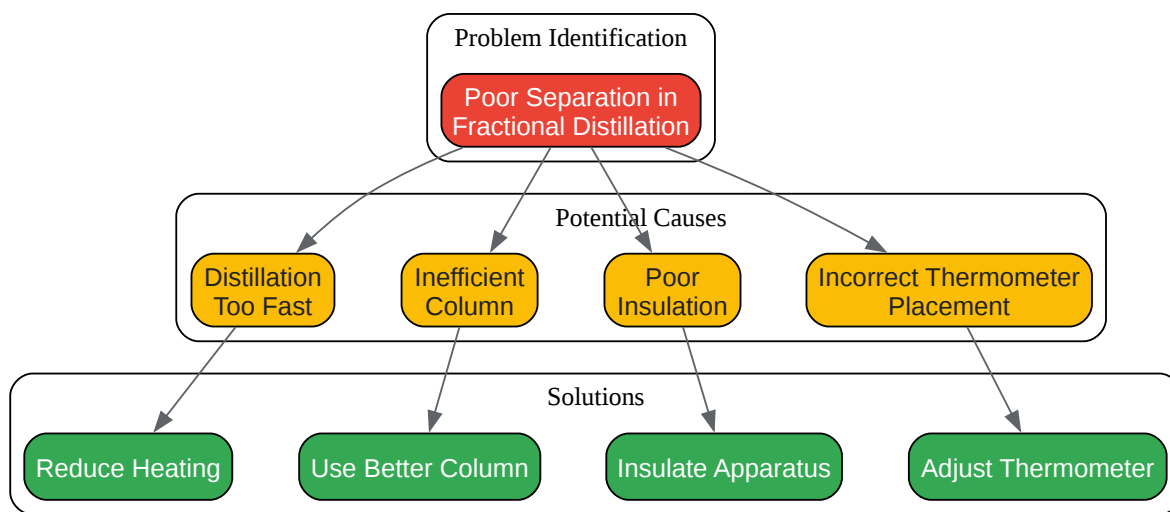 Problem Identification
Poor Separation in
Fractional Distillation
Potential Causes
Distillation
Too Fast
Inefficient
Column
Poor
Insulation
Incorrect Thermometer
Placement
Solutions
Reduce Heating
Use Better Column
Insulate Apparatus
Adjust Thermometer